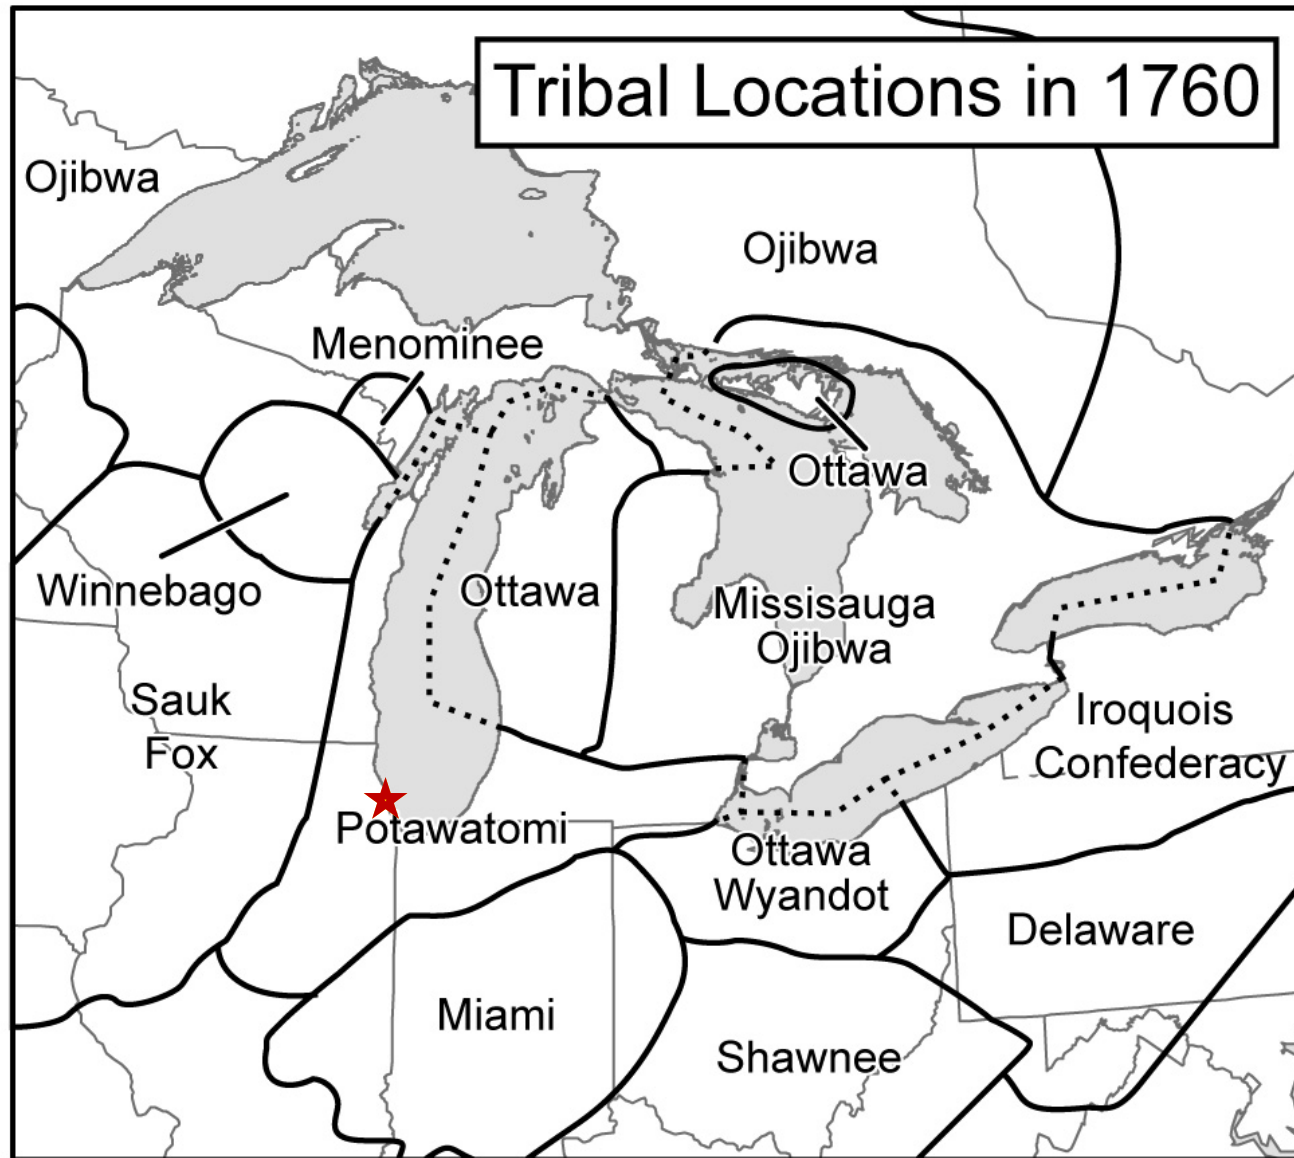 Tribal Locations in 1760
Ojibwa
Ojibwa
Menominee
Ottawa
Winnebago
Ottawa
Missisauga
Ojibwa
Sauk
Fox
Iroquois
Confederacy
Potawatomi
Ottawa
Wyandot
Delaware
Miami
Shawnee